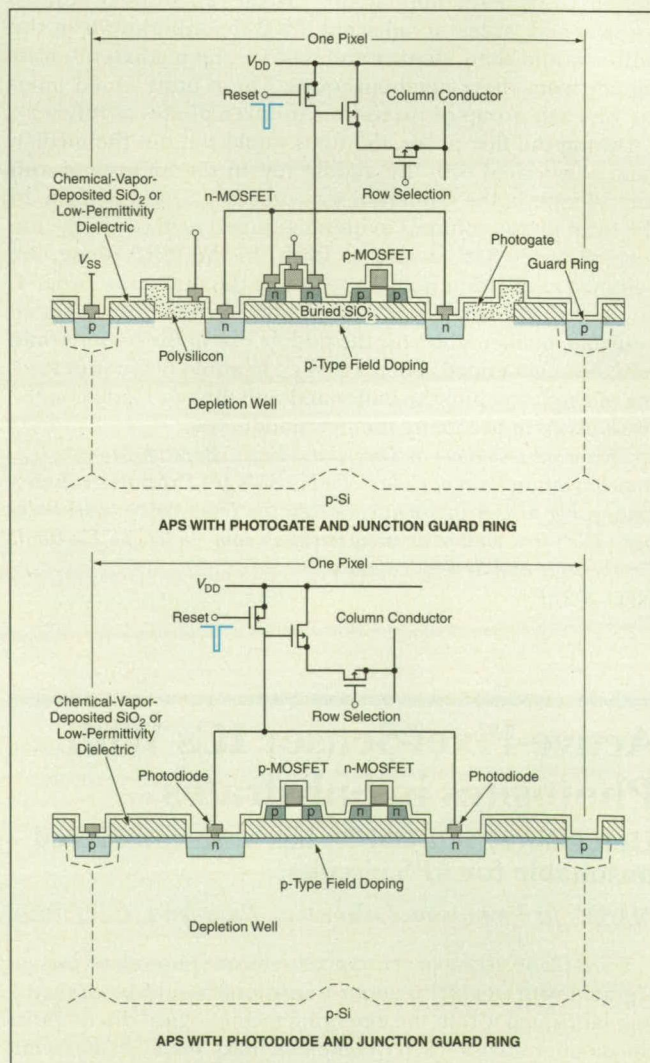 One Pixel
V_DD
Reset
Column Conductor
Row Selection
Chemical-Vapor-
Deposited SiO₂ or
Low-Permittivity
Dielectric
n-MOSFET
p-MOSFET
Photogate
Guard Ring
V_SS
p
n
n
n
p
p
n
p
Buried SiO₂
Polysilicon
p-Type Field Doping
Depletion Well
p-Si
APS WITH PHOTOGATE AND JUNCTION GUARD RING
One Pixel
V_DD
Reset
Column Conductor
Row Selection
Chemical-Vapor-
Deposited SiO₂ or
Low-Permittivity
Dielectric
Photodiode
p-MOSFET
n-MOSFET
Photodiode
p
n
p
p
n
n
n
p
p-Type Field Doping
Depletion Well
p-Si
APS WITH PHOTODIODE AND JUNCTION GUARD RING